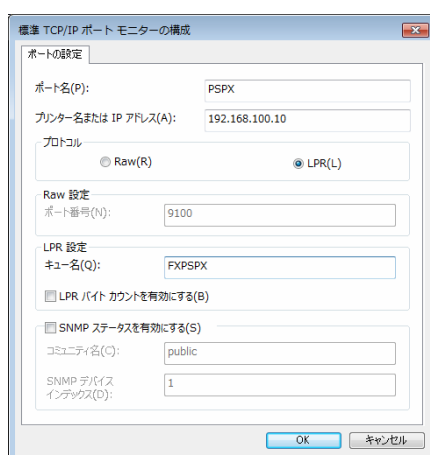 標準 TCP/IP ポート モニターの構成
ポートの設定
ポート名(P): PSPX
プリンター名または IP アドレス(A): 192.168.100.10
プロトコル
Raw(R) LPR(L)
Raw 設定
ポート番号(N): 9100
LPR 設定
キュー名(Q): FXPSPX
LPR バイト カウントを有効にする(B)
SNMP ステータスを有効にする(S)
コミュニティ名(C): public
SNMP デバイス
インデックス(D): 1
OK キャンセル